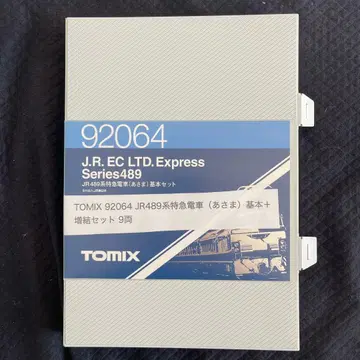 92064
J.R. EC LTD. Express
Series489
JR489系特急電車(あさま)基本セット
TOMIX 92064 JR489系特急電車（あさま）基本＋
増結セット 9両
TOMIX